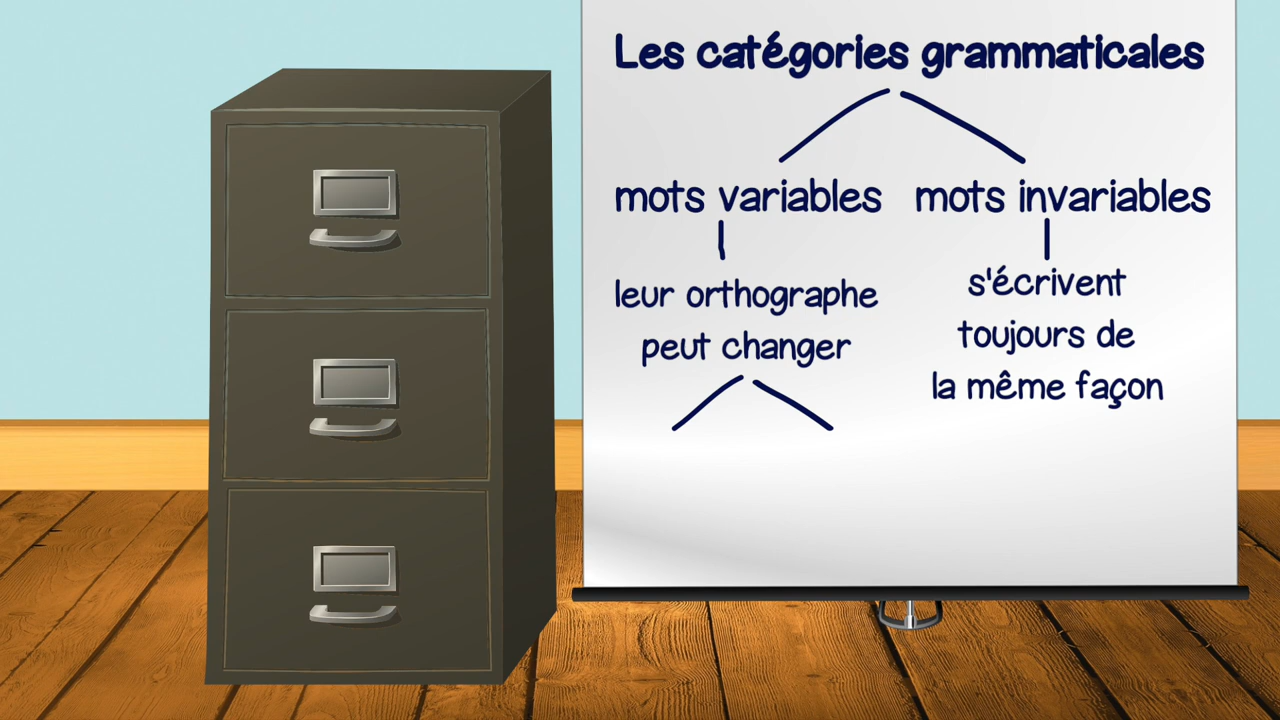 Les catégories grammaticales
mots variables
leur orthographe
peut changer
mots invariables
s'écrivent
toujours de
la même façon